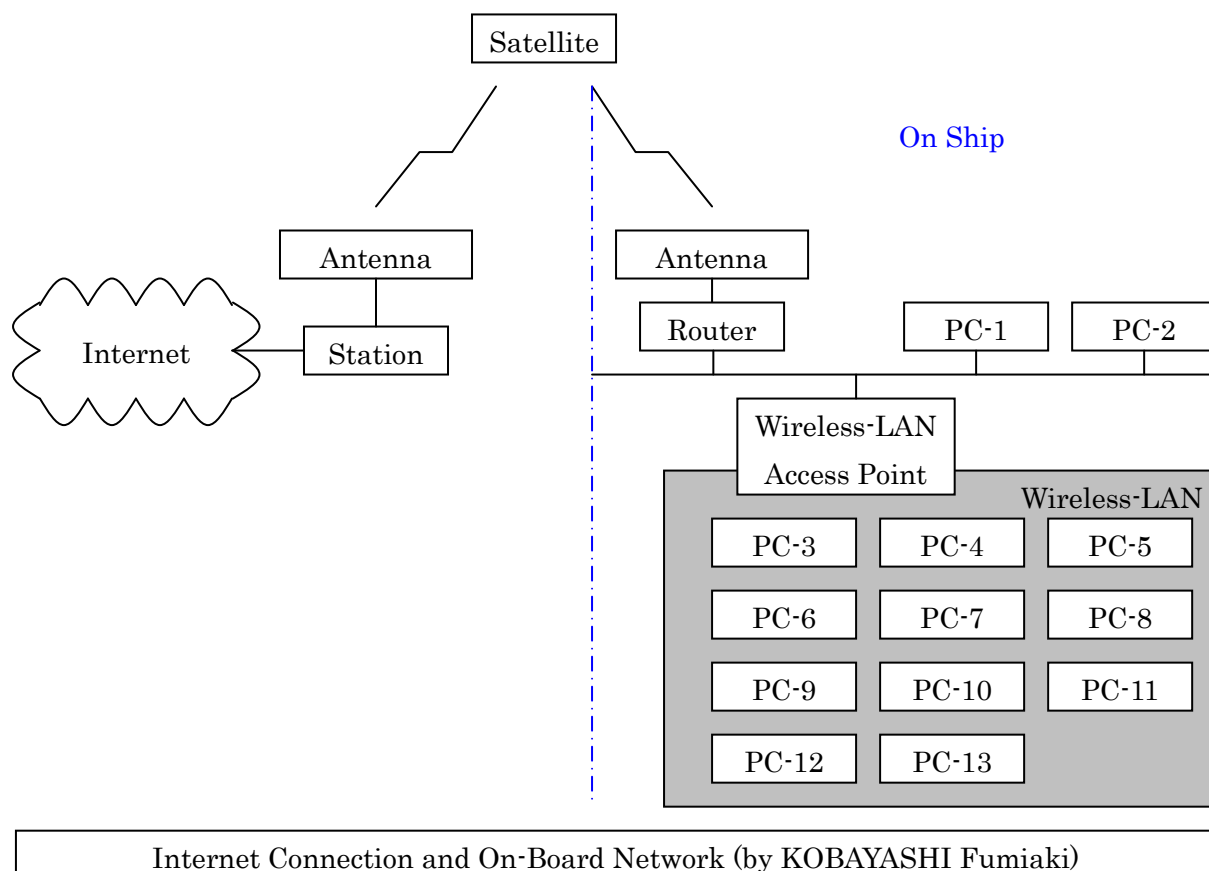 Satellite
On Ship
Antenna
Antenna
Internet
Station
Router
PC-1
PC-2
Wireless-LAN
Access Point
Wireless-LAN
PC-3
PC-4
PC-5
PC-6
PC-7
PC-8
PC-9
PC-10
PC-11
PC-12
PC-13
Internet Connection and On-Board Network (by KOBAYASHI Fumiaki)